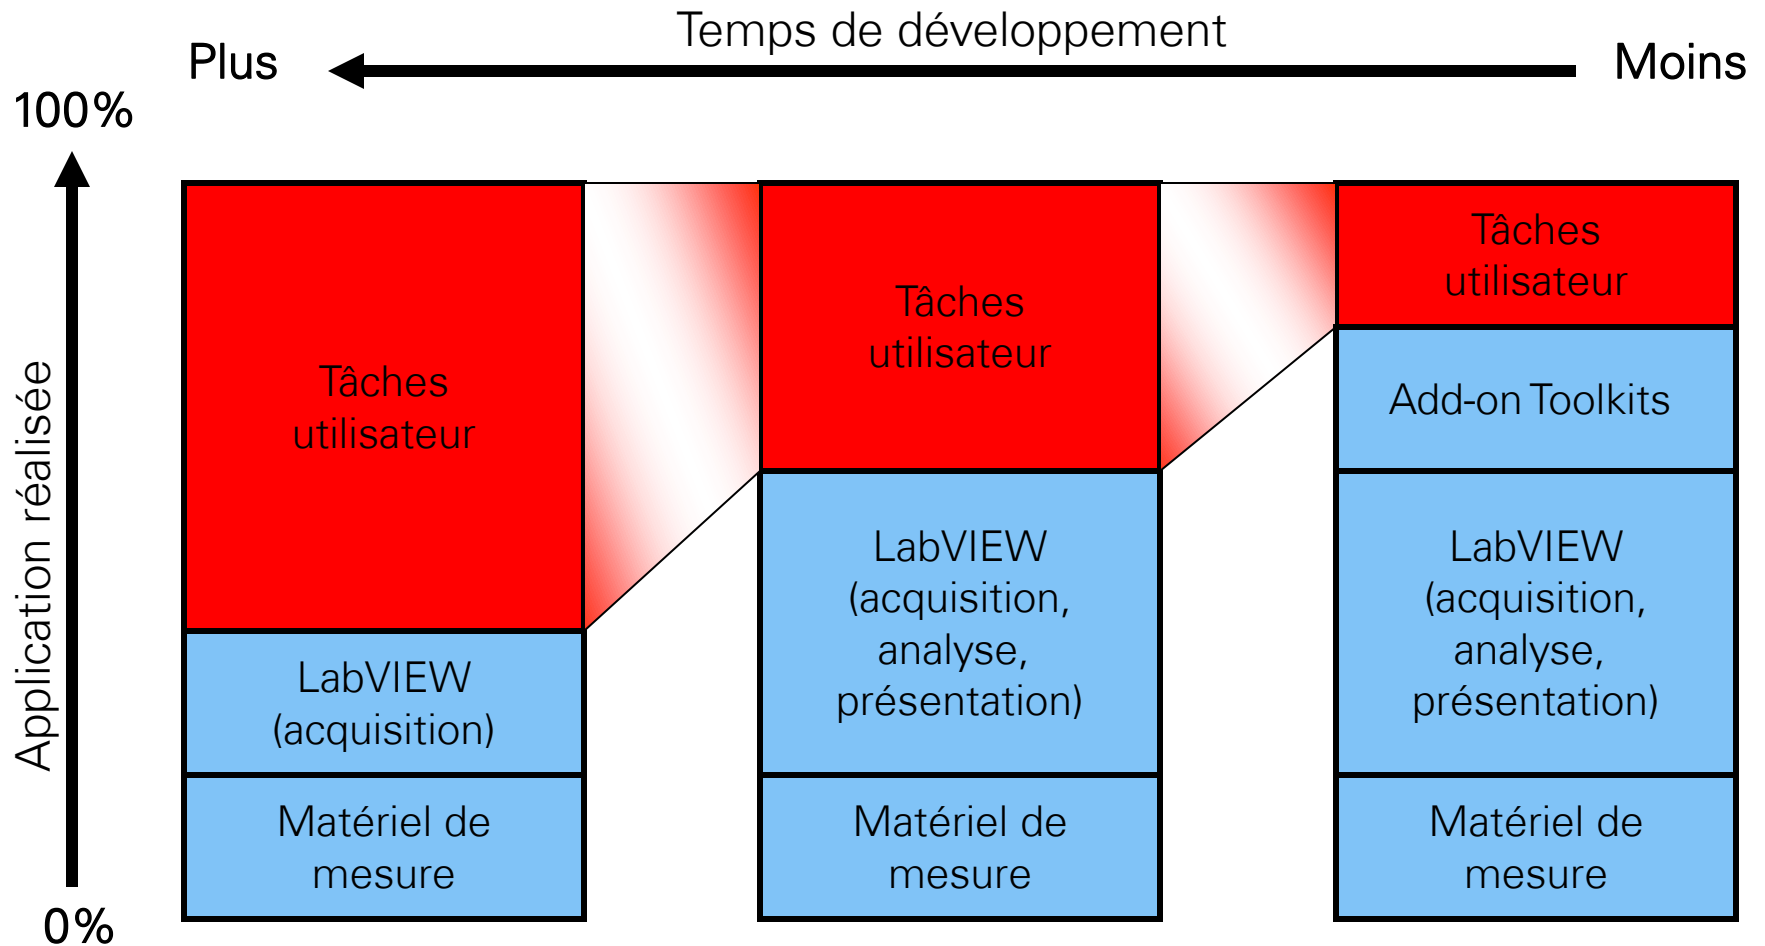 Temps de développement
Plus
Moins
100%
Application réalisée
0%
Tâches
utilisateur
LabVIEW
(acquisition)
Matériel de
mesure
Tâches
utilisateur
LabVIEW
(acquisition,
analyse,
présentation)
Matériel de
mesure
Tâches
utilisateur
Add-on Toolkits
LabVIEW
(acquisition,
analyse,
présentation)
Matériel de
mesure